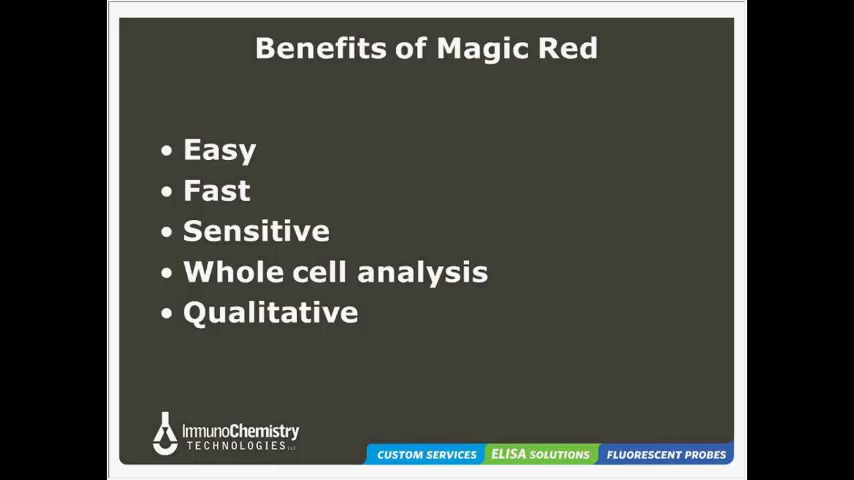 Benefits of Magic Red
• Easy
• Fast
• Sensitive
• Whole cell analysis
• Qualitative
ImmunoChemistry
TECHNOLOGIES LLC
CUSTOM SERVICES
ELISA SOLUTIONS
FLUORESCENT PROBES